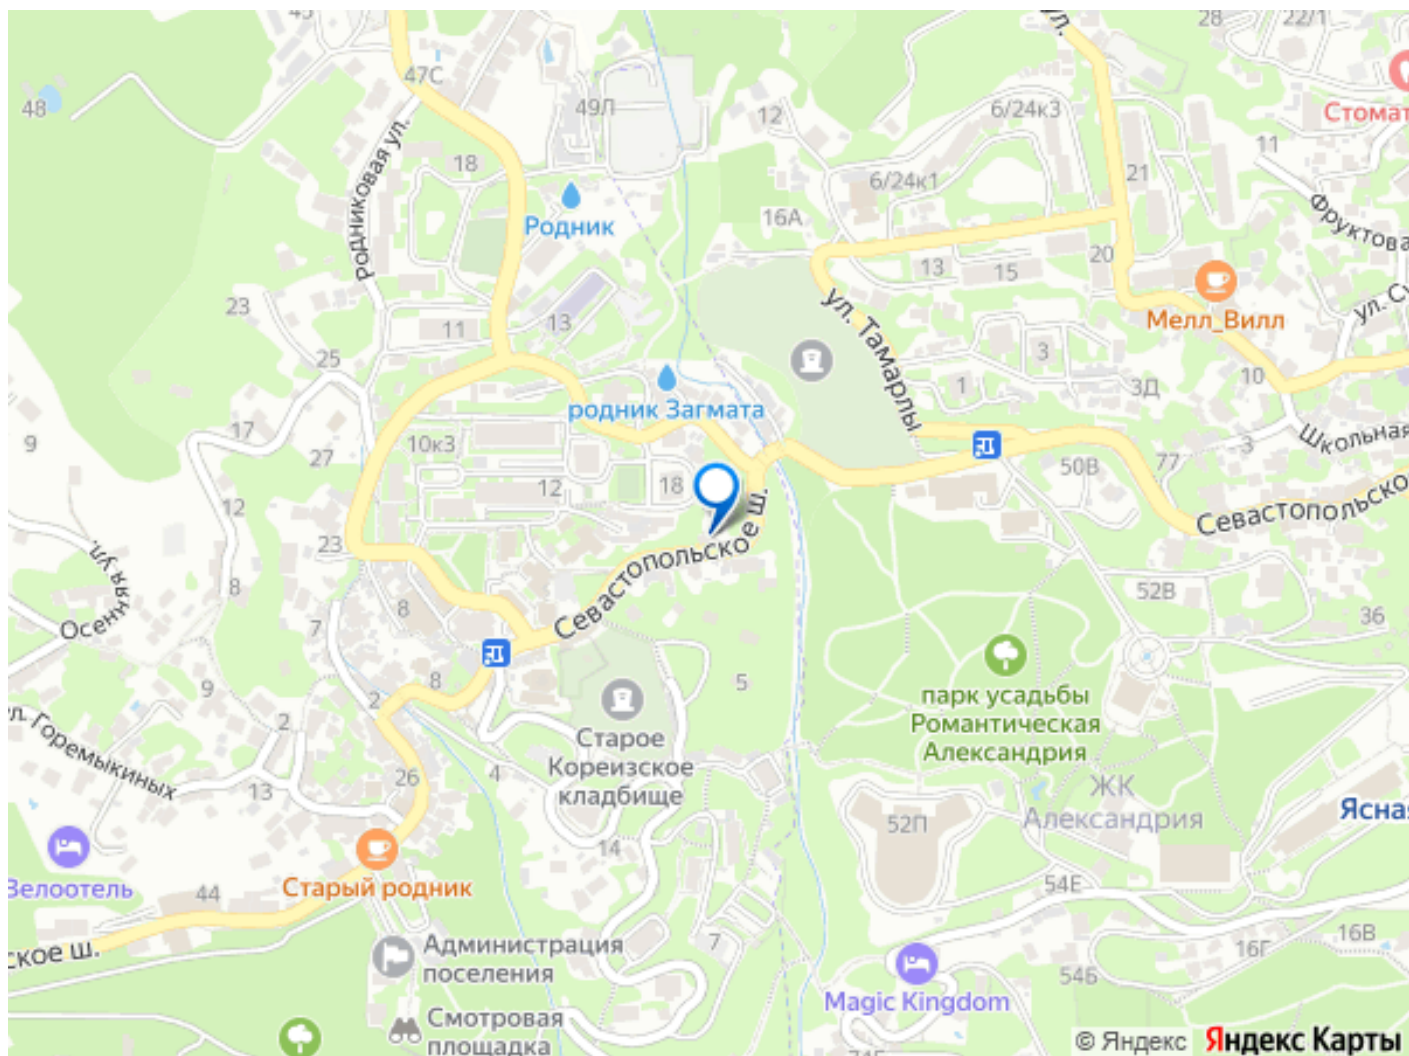 45
28
22/1
ул.
47С
48
49Л
12
6/24к3
Стомат
11
Родниковая ул.
18
21
6/24к1
Родник
16А
Фруктова
20
13
15
23
ул. Тамарлы
Мелл_Вилл
11
13
25
3
10
1
3Д
родник Загмата
17
9
10к3
Школьная
27
3
50В
77
18
12
12
Севастопольско
23
Севастопольское ш.
Осенняя ул.
8
52В
8
36
7
5
парк усадьбы
Романтическая
Александрия
8
9
2
2
Старое
Кореизское
кладбище
ул. Горемыкиных
4
26
13
ЖК
Александрия
Ясная
52П
14
Велоотель
Старый родник
44
54Е
7
Администрация
поселения
ское ш.
16В
16Г
54Б
Magic Kingdom
Смотровая
площадка
© Яндекс Яндекс Карты